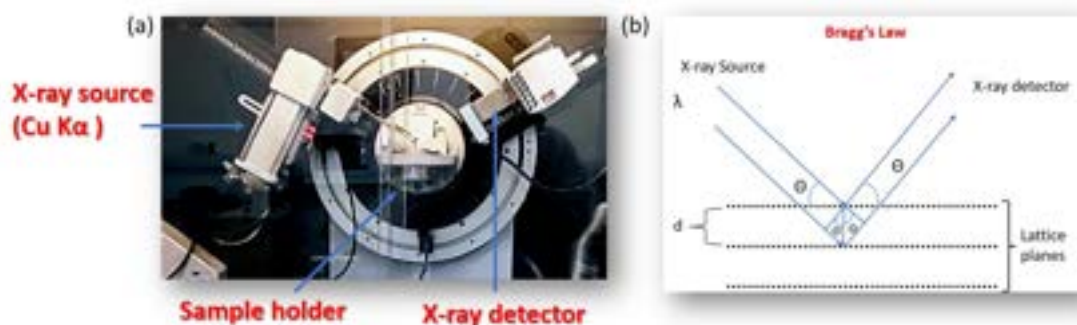 (a)
X-ray source
(Cu Kα )
Sample holder
X-ray detector
(b)
Bragg's Law
X-ray Source
X-ray detector
λ
Θ
Θ
d
Θ
Θ
Lattice
planes